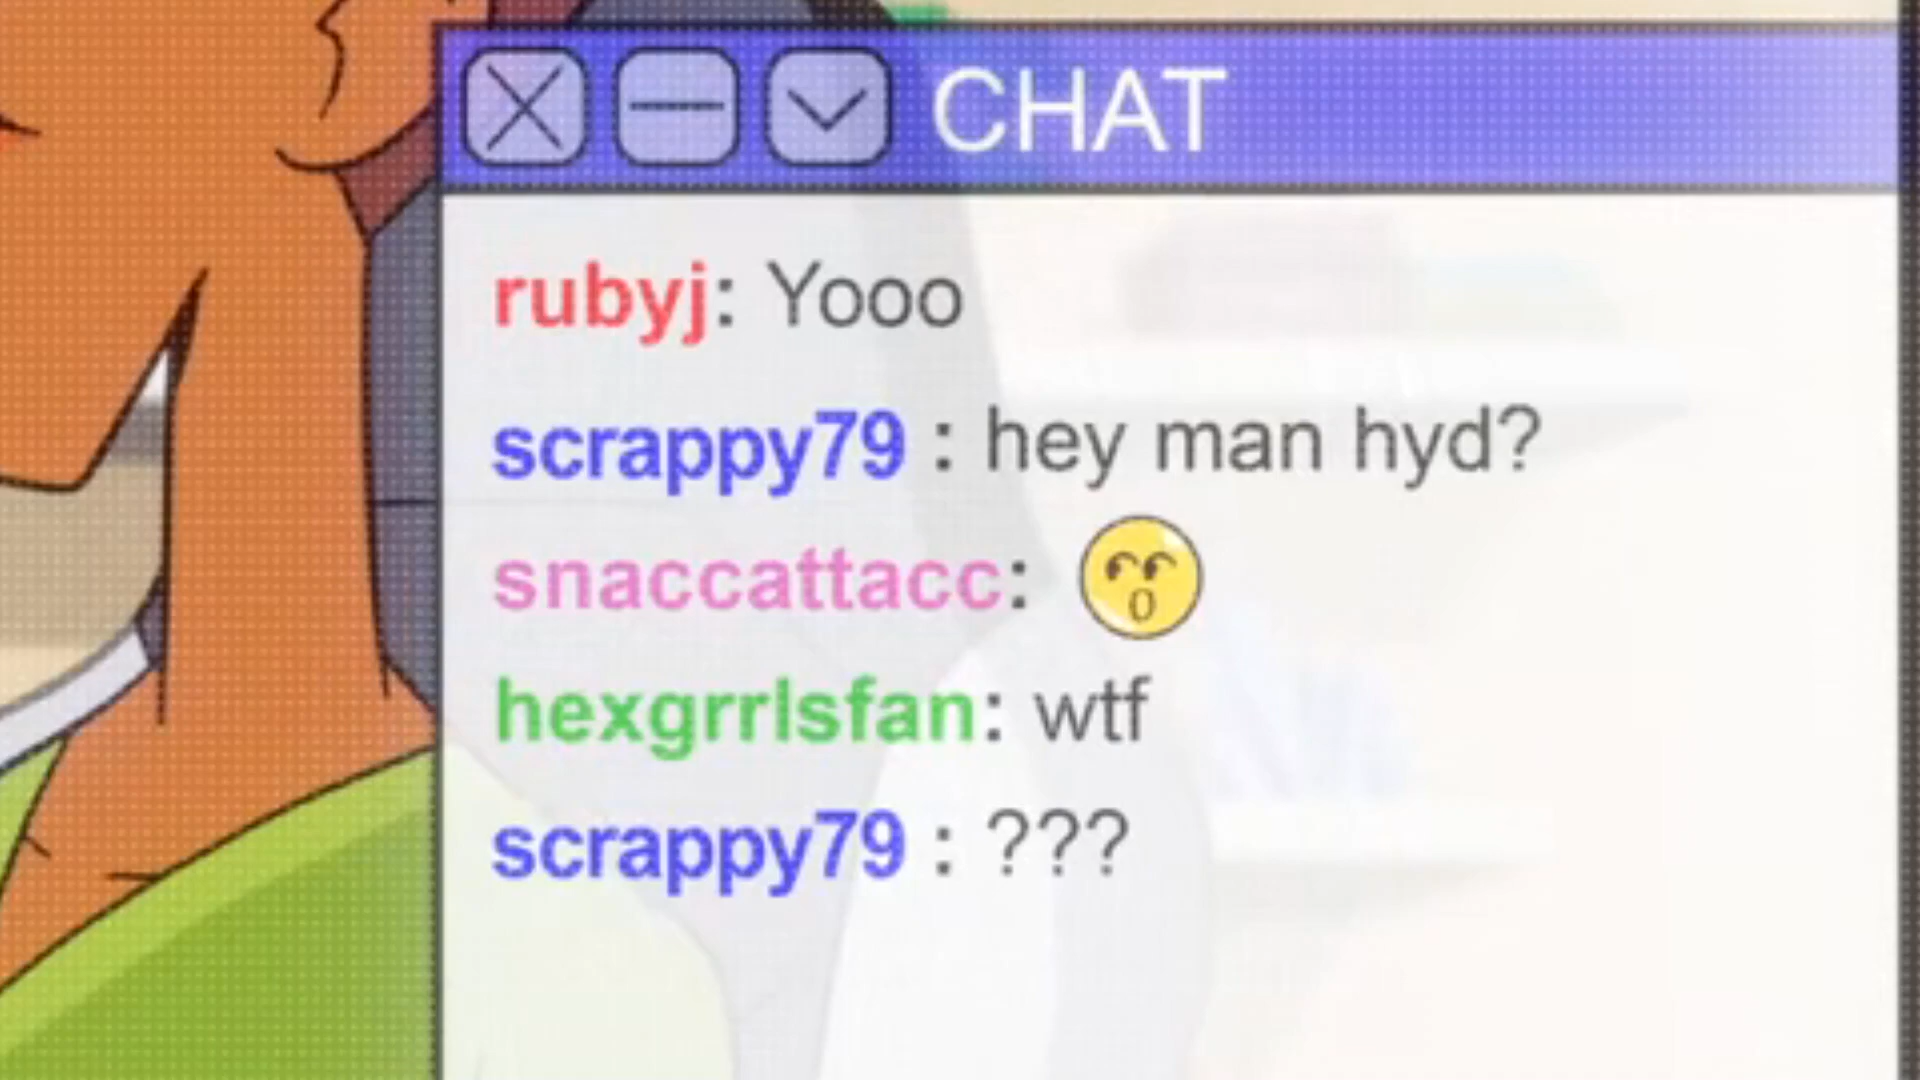 CHAT
rubyj: Yooo
scrappy79 : hey man hyd?
snaccattacc:
hexgrrlsfan: wtf
scrappy79 : ???